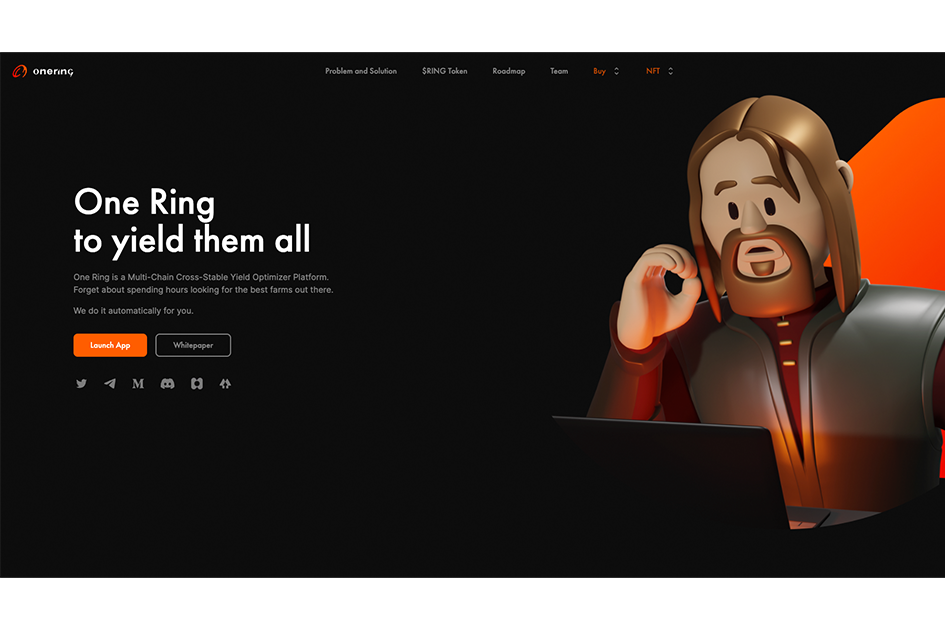 onering
Problem and Solution
$RING Token
Roadmap
Team
Buy
NFT
One Ring
to yield them all
One Ring is a Multi-Chain Cross-Stable Yield Optimizer Platform.
Forget about spending hours looking for the best farms out there.
We do it automatically for you.
Launch App
Whitepaper